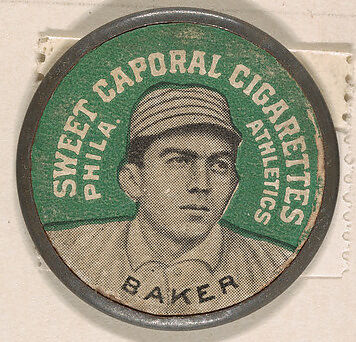 SWEET CAPORAL CIGARETTES
PHILA.
ATHLETICS
BAKER